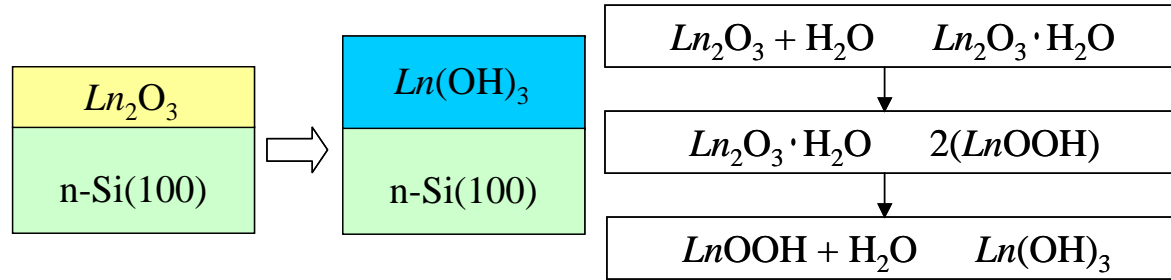 Ln₂O₃
n-Si(100)
Ln(OH)₃
n-Si(100)
Ln₂O₃ + H₂O Ln₂O₃·H₂O
Ln₂O₃·H₂O 2(LnOOH)
LnOOH + H₂O Ln(OH)₃